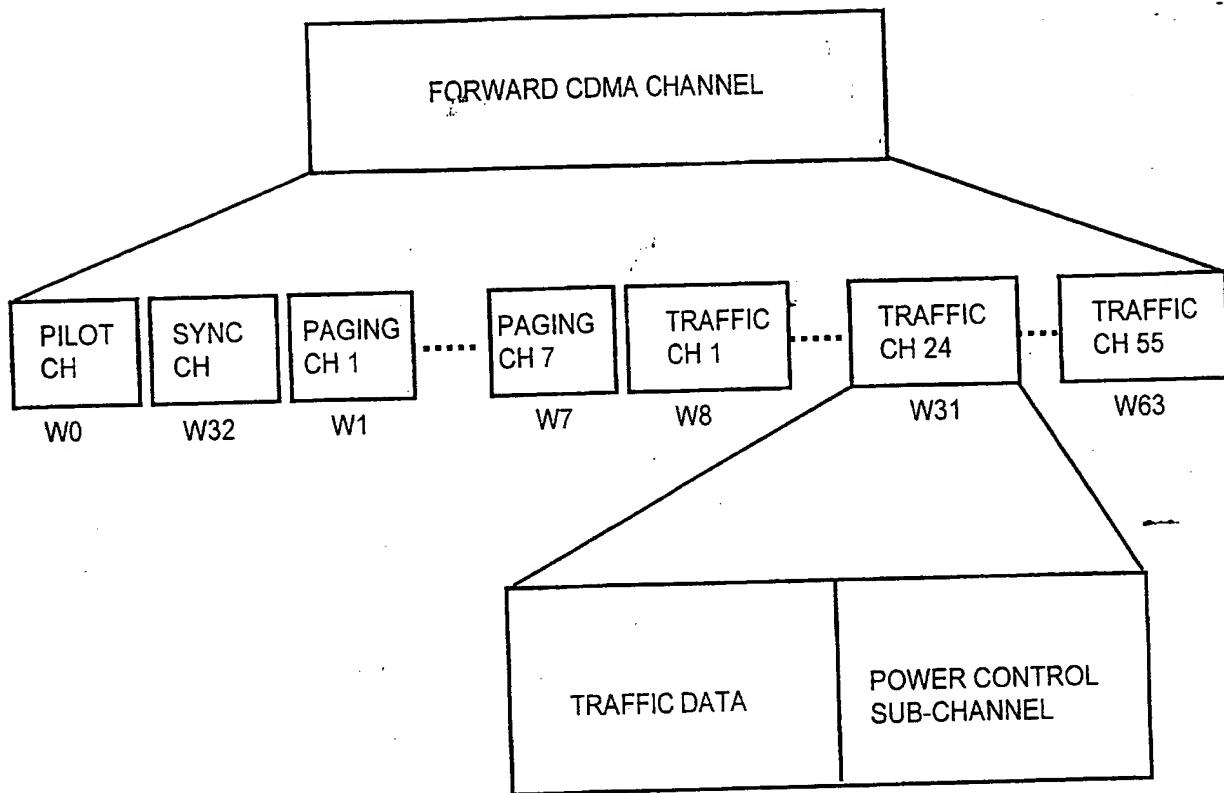 FORWARD CDMA CHANNEL
PILOT
CH
SYNC
CH
PAGING
CH 1
PAGING
CH 7
TRAFFIC
CH 1
TRAFFIC
CH 24
TRAFFIC
CH 55
W0
W32
W1
W7
W8
W31
W63
TRAFFIC DATA
POWER CONTROL
SUB-CHANNEL